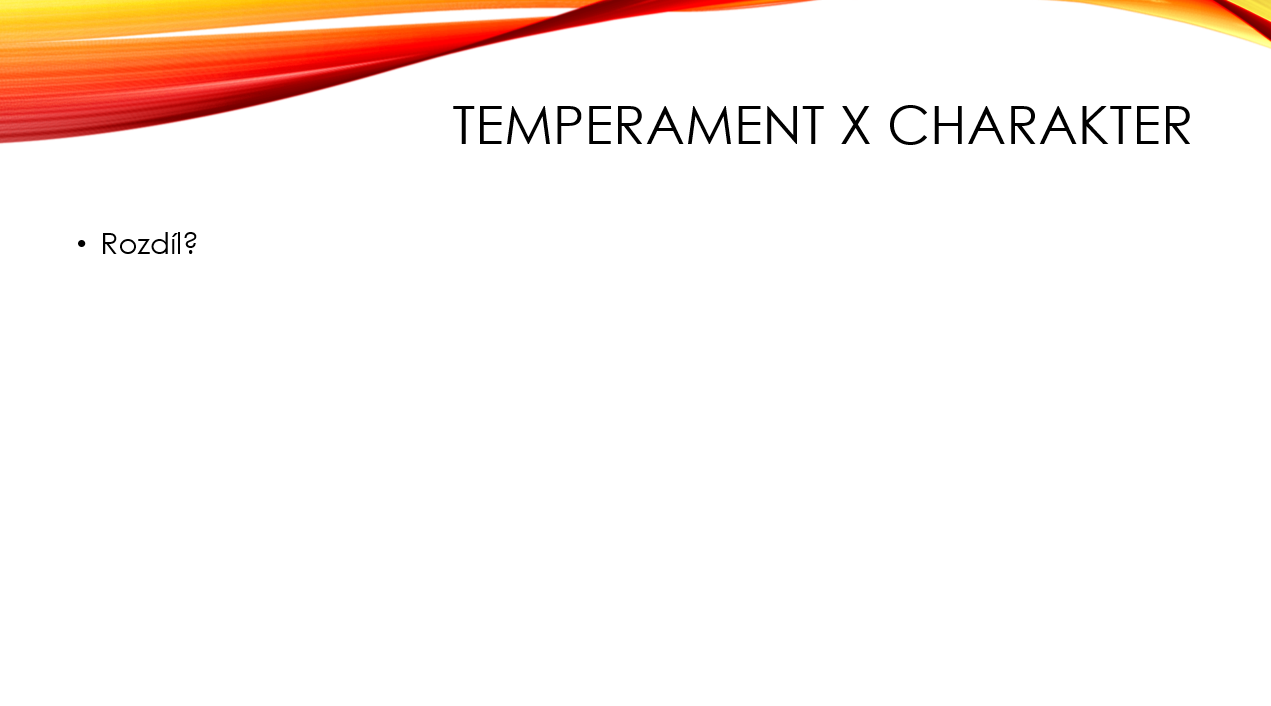 TEMPERAMENT X CHARAKTER
• Rozdíl?